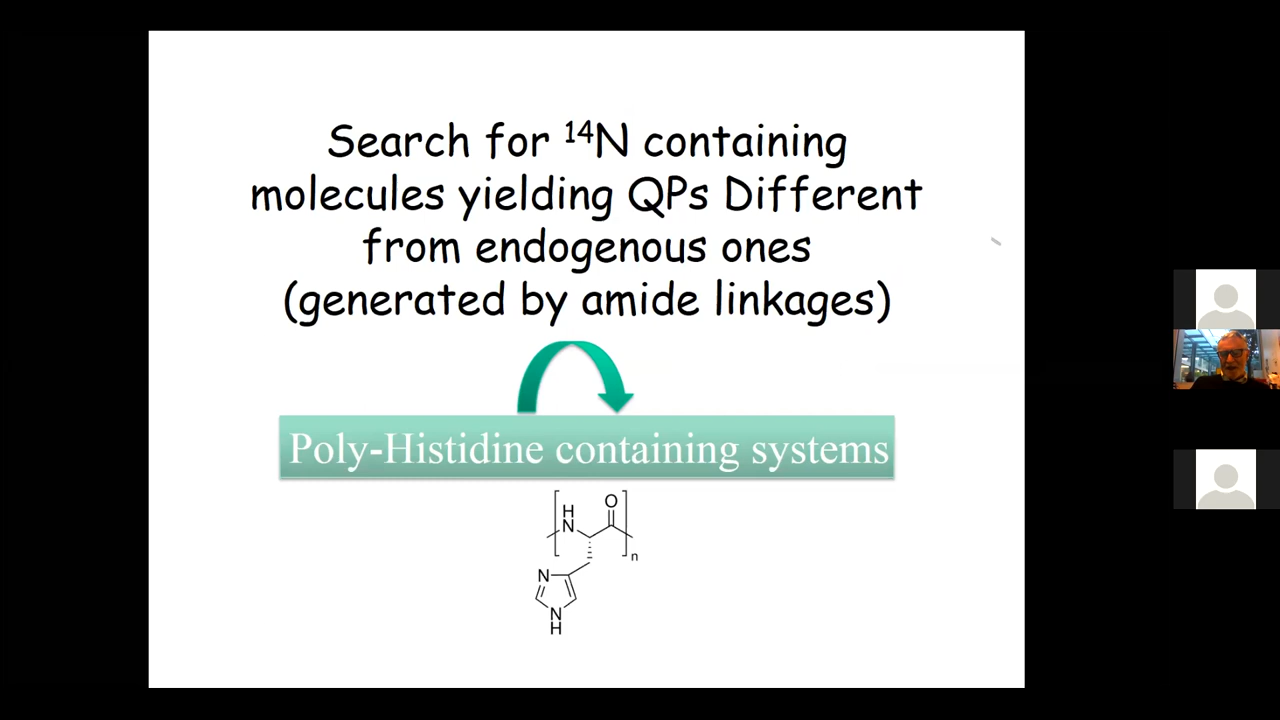 Search for ¹⁴N containing
molecules yielding QPs Different
from endogenous ones
(generated by amide linkages)
Poly-Histidine containing systems
H
N
O
n
N
N
H